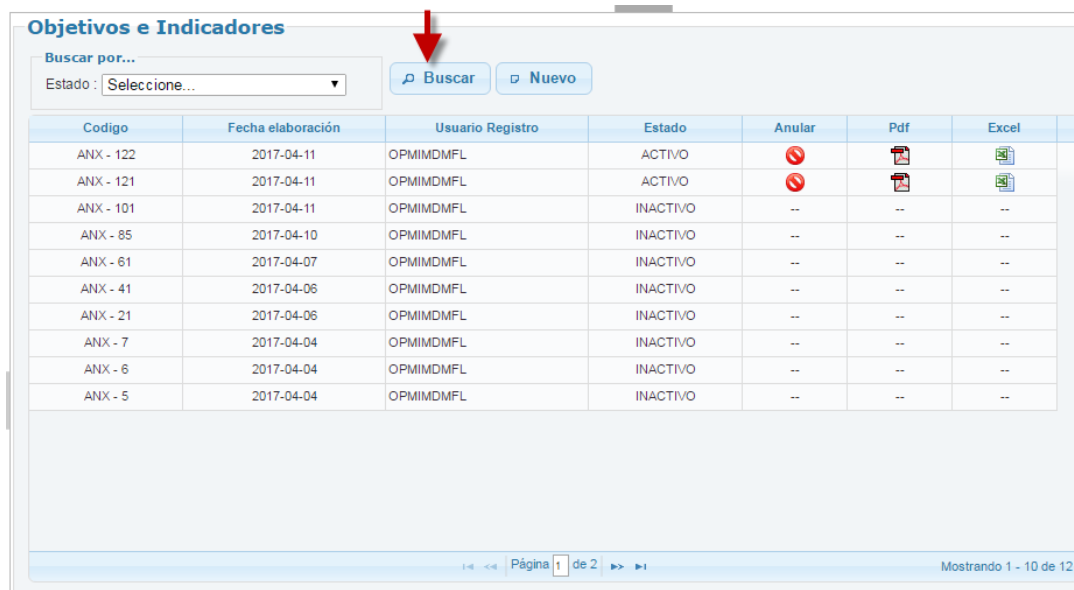 Objetivos e Indicadores
Buscar por...
Estado : Seleccione...
Buscar Nuevo
Codigo Fecha elaboración Usuario Registro Estado Anular Pdf Excel
ANX - 122 2017-04-11 OPMIMDMFL ACTIVO
ANX - 121 2017-04-11 OPMIMDMFL ACTIVO
ANX - 101 2017-04-11 OPMIMDMFL INACTIVO -- -- --
ANX - 85 2017-04-10 OPMIMDMFL INACTIVO -- -- --
ANX - 61 2017-04-07 OPMIMDMFL INACTIVO -- -- --
ANX - 41 2017-04-06 OPMIMDMFL INACTIVO -- -- --
ANX - 21 2017-04-06 OPMIMDMFL INACTIVO -- -- --
ANX - 7 2017-04-04 OPMIMDMFL INACTIVO -- -- --
ANX - 6 2017-04-04 OPMIMDMFL INACTIVO -- -- --
ANX - 5 2017-04-04 OPMIMDMFL INACTIVO -- -- --
Página 1 de 2 Mostrando 1 - 10 de 12